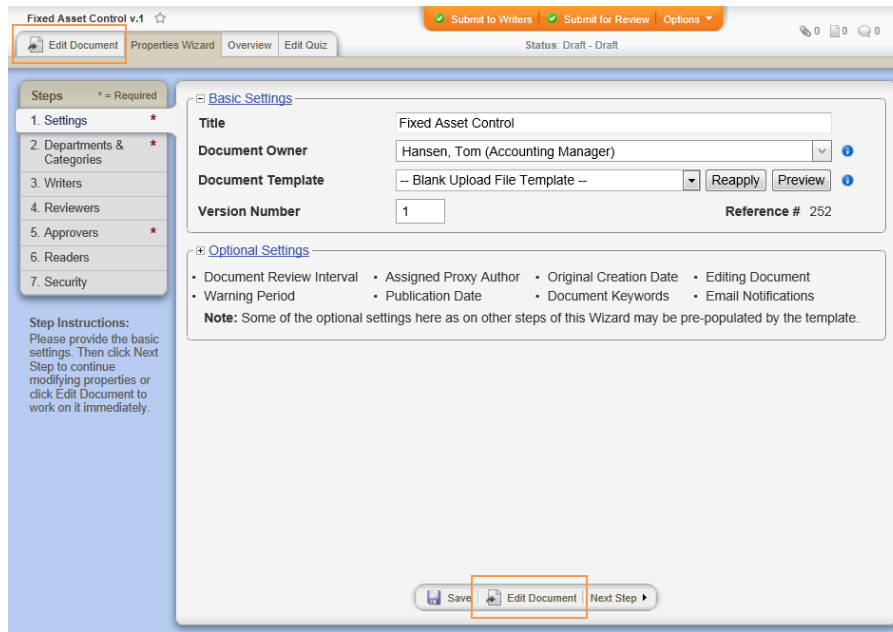 Fixed Asset Control v.1
Submit to Writers Submit for Review Options
0 0 0
Edit Document Properties Wizard Overview Edit Quiz
Status: Draft - Draft
Steps * = Required
1. Settings *
2. Departments & *
Categories
3. Writers
4. Reviewers
5. Approvers *
6. Readers
7. Security
Step Instructions:
Please provide the basic
settings. Then click Next
Step to continue
modifying properties or
click Edit Document to
work on it immediately.
Basic Settings
Title Fixed Asset Control
Document Owner Hansen, Tom (Accounting Manager)
Document Template -- Blank Upload File Template -- Reapply Preview
Version Number 1 Reference # 252
Optional Settings
• Document Review Interval • Assigned Proxy Author • Original Creation Date • Editing Document
• Warning Period • Publication Date • Document Keywords • Email Notifications
Note: Some of the optional settings here as on other steps of this Wizard may be pre-populated by the template.
Save Edit Document Next Step